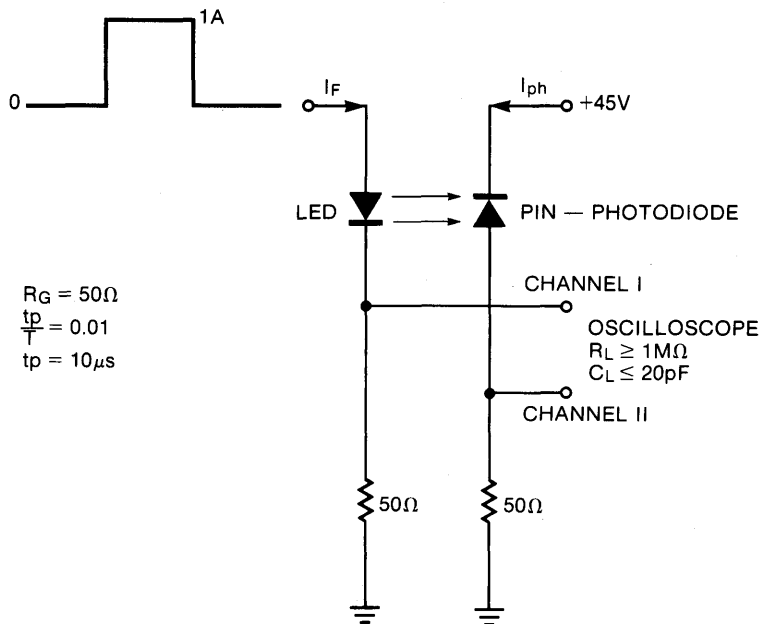 1A
0
IF
Iph
+45V
LED
PIN — PHOTODIODE
CHANNEL I
OSCILLOSCOPE
RL ≥ 1MΩ
CL ≤ 20pF
CHANNEL II
RG = 50Ω
tp
T
= 0.01
tp = 10μs
50Ω
50Ω